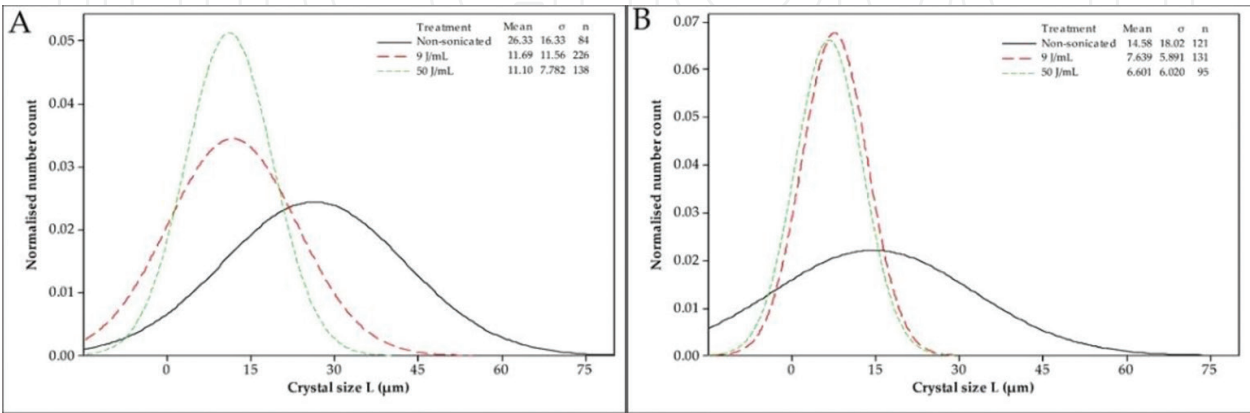 A
Treatment Mean σ n
Non-sonicated 26.33 16.33 84
9 J/mL 11.69 11.56 226
50 J/mL 11.10 7.782 138
Normalised number count
0.05
0.04
0.03
0.02
0.01
0.00
0 15 30 45 60 75
Crystal size L (μm)
B
Treatment Mean σ n
Non-sonicated 14.58 18.02 121
9 J/mL 7.639 5.891 131
50 J/mL 6.601 6.020 95
Normalised number count
0.07
0.06
0.05
0.04
0.03
0.02
0.01
0.00
0 15 30 45 60 75
Crystal size L (μm)